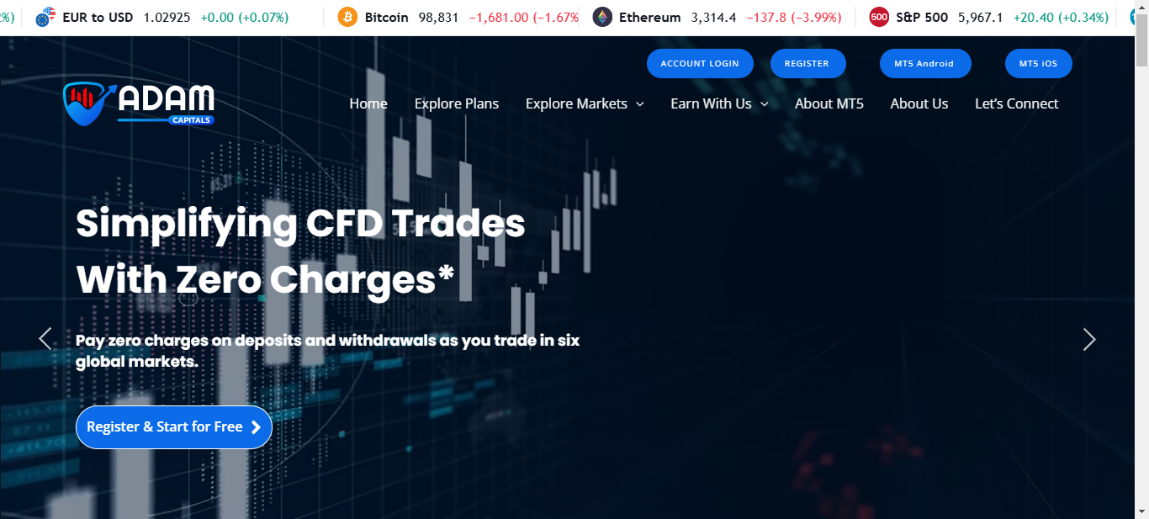 EUR to USD 1.02925 +0.00 (+0.07%) Bitcoin 98,831 -1,681.00 (-1.67% Ethereum 3,314.4 -137.8 (-3.99%) 500 S&P 500 5,967.1 +20.40 (+0.34%)
ACCOUNT LOGIN REGISTER MT5 Android MT5 iOS
ADAM
CAPITALS
Home Explore Plans Explore Markets Earn With Us About MT5 About Us Let's Connect
Simplifying CFD Trades
With Zero Charges*
Pay zero charges on deposits and withdrawals as you trade in six
global markets.
Register & Start for Free